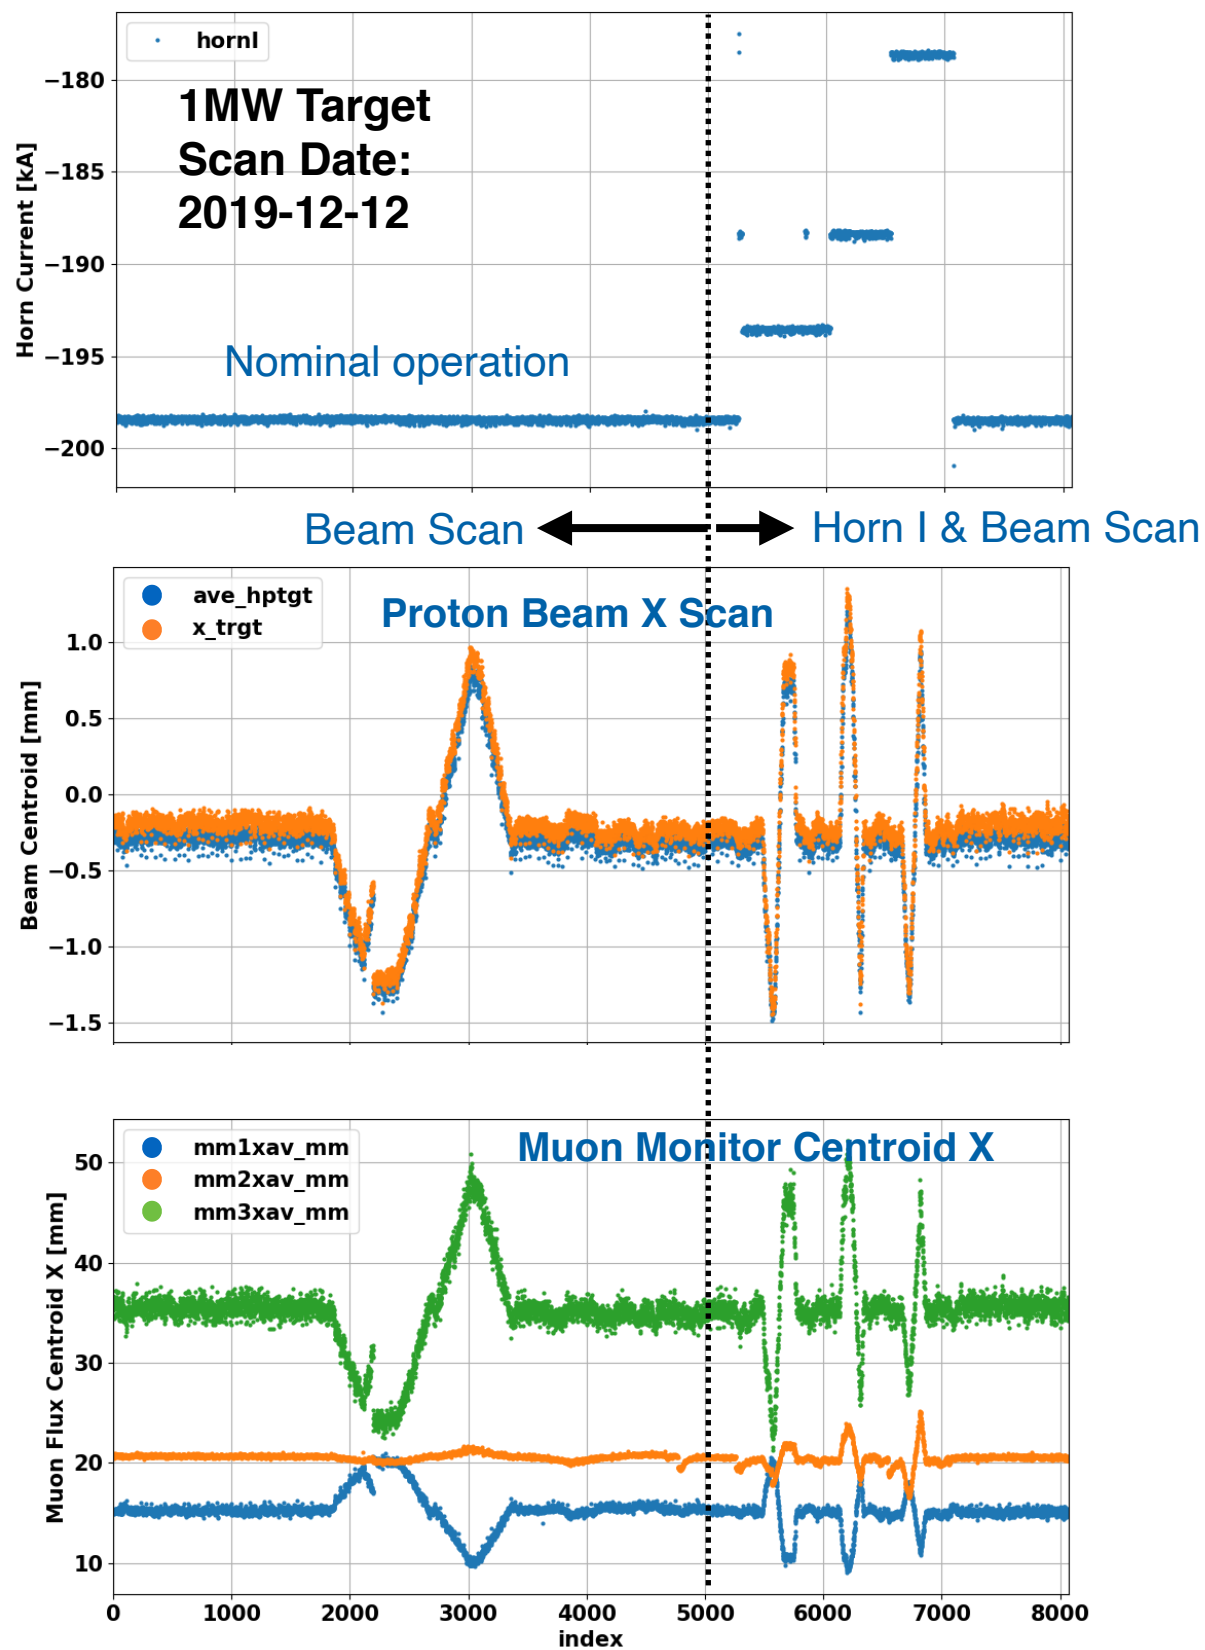 hornI
1MW Target
Scan Date:
2019-12-12
Nominal operation
Horn Current [kA]
−180
−185
−190
−195
−200
Beam Scan
Horn I & Beam Scan
ave_hptgt
x_trgt
Proton Beam X Scan
Beam Centroid [mm]
1.0
0.5
0.0
−0.5
−1.0
−1.5
mm1xav_mm
mm2xav_mm
mm3xav_mm
Muon Monitor Centroid X
Muon Flux Centroid X [mm]
50
40
30
20
10
0 1000 2000 3000 4000 5000 6000 7000 8000
index